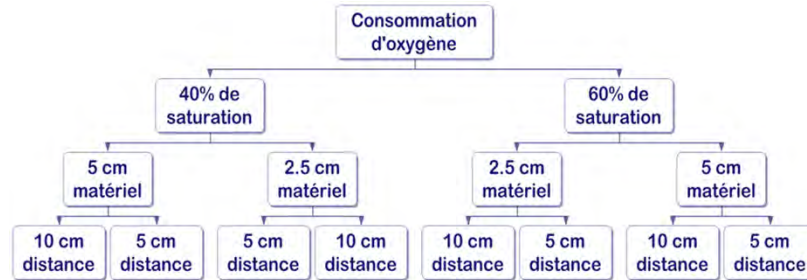 Consommation
d'oxygène
40% de
saturation
60% de
saturation
5 cm
matériel
2.5 cm
matériel
2.5 cm
matériel
5 cm
matériel
10 cm
distance
5 cm
distance
5 cm
distance
10 cm
distance
10 cm
distance
5 cm
distance
10 cm
distance
5 cm
distance